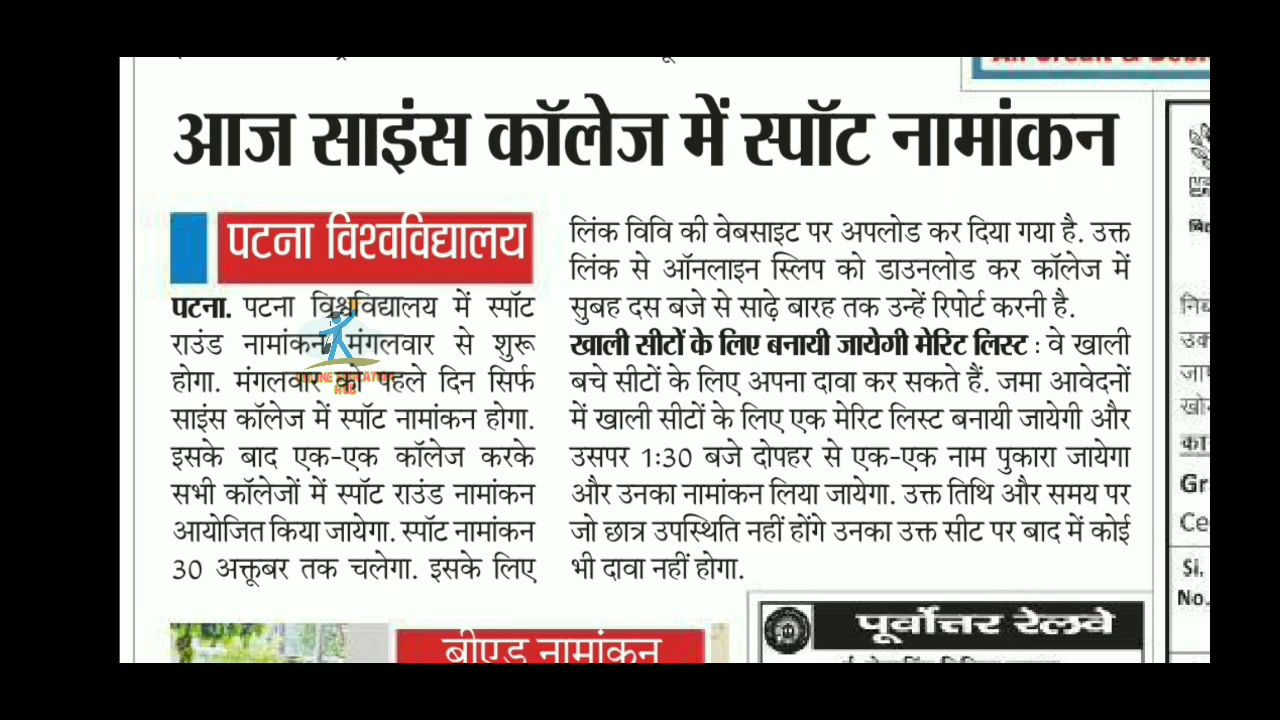 आज साइंस कॉलेज में स्पॉट नामांकन
पटना विश्वविद्यालय
पटना. पटना विश्वविद्यालय में स्पॉट
राउंड नामांकन मंगलवार से शुरू
होगा. मंगलवार को पहले दिन सिर्फ
साइंस कॉलेज में स्पॉट नामांकन होगा.
इसके बाद एक-एक कॉलेज करके
सभी कॉलेजों में स्पॉट राउंड नामांकन
आयोजित किया जायेगा. स्पॉट नामांकन
30 अक्तूबर तक चलेगा. इसके लिए
लिंक विवि की वेबसाइट पर अपलोड कर दिया गया है. उक्त
लिंक से ऑनलाइन स्लिप को डाउनलोड कर कॉलेज में
सुबह दस बजे से साढ़े बारह तक उन्हें रिपोर्ट करनी है.
खाली सीटों के लिए बनायी जायेगी मेरिट लिस्ट : वे खाली
बचे सीटों के लिए अपना दावा कर सकते हैं. जमा आवेदनों
में खाली सीटों के लिए एक मेरिट लिस्ट बनायी जायेगी और
उसपर 1:30 बजे दोपहर से एक-एक नाम पुकारा जायेगा
और उनका नामांकन लिया जायेगा. उक्त तिथि और समय पर
जो छात्र उपस्थिति नहीं होंगे उनका उक्त सीट पर बाद में कोई
भी दावा नहीं होगा.
बीएड नामांकन
पूर्वोत्तर रेलवे
Gr
Ce
Si.
No.